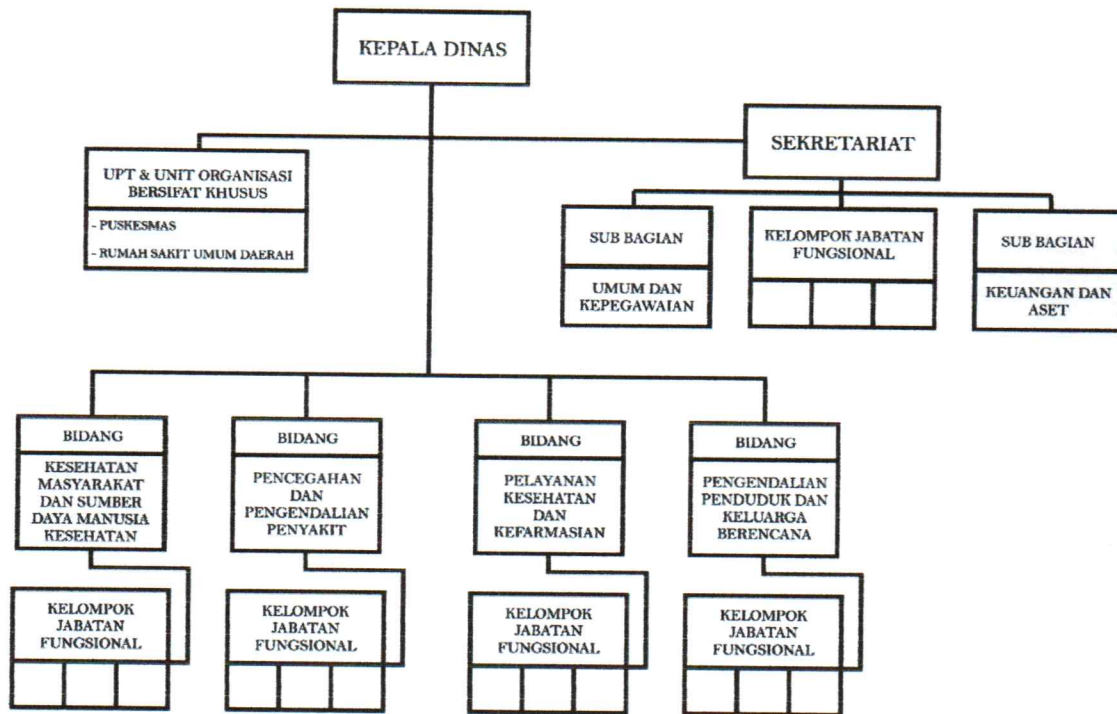 KEPALA DINAS
SEKRETARIAT
UPT & UNIT ORGANISASI
BERSIFAT KHUSUS
- PUSKESMAS
- RUMAH SAKIT UMUM DAERAH
SUB BAGIAN
UMUM DAN
KEPEGAWAIAN
KELOMPOK JABATAN
FUNGSIONAL
SUB BAGIAN
KEUANGAN DAN
ASET
BIDANG
KESEHATAN
MASYARAKAT
DAN SUMBER
DAYA MANUSIA
KESEHATAN
BIDANG
PENCEGAHAN
DAN
PENGENDALIAN
PENYAKIT
BIDANG
PELAYANAN
KESEHATAN
DAN
KEFARMASIAN
BIDANG
PENGENDALIAN
PENDUDUK DAN
KELUARGA
BERENCANA
KELOMPOK
JABATAN
FUNGSIONAL
KELOMPOK
JABATAN
FUNGSIONAL
KELOMPOK
JABATAN
FUNGSIONAL
KELOMPOK
JABATAN
FUNGSIONAL